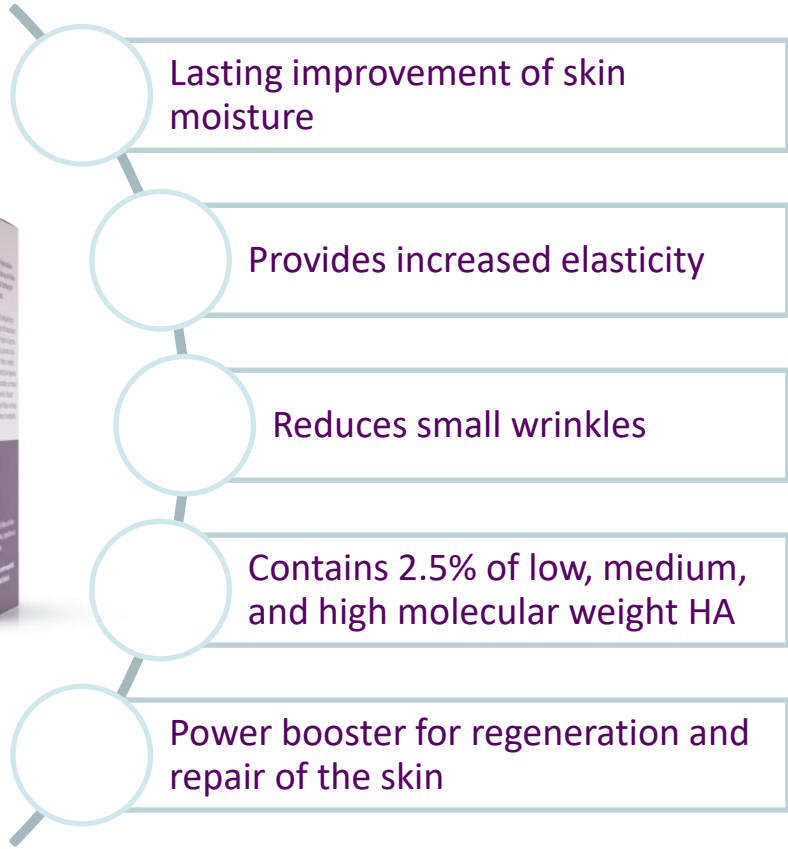 Lasting improvement of skin
moisture
Provides increased elasticity
Reduces small wrinkles
Contains 2.5% of low, medium,
and high molecular weight HA
Power booster for regeneration and
repair of the skin